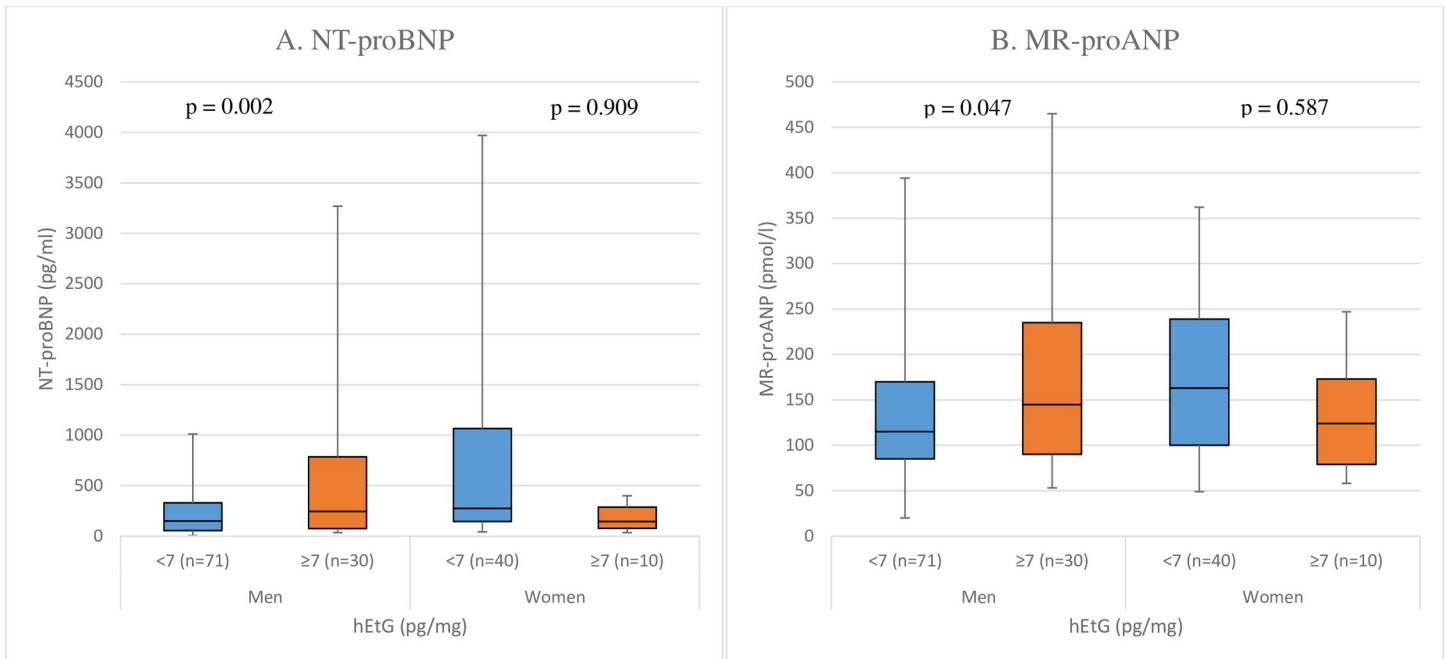 A. NT-proBNP
p = 0.002
p = 0.909
NT-proBNP (pg/ml)
4500
4000
3500
3000
2500
2000
1500
1000
500
0
<7 (n=71)
≥7 (n=30)
<7 (n=40)
≥7 (n=10)
Men
Women
hEtG (pg/mg)
B. MR-proANP
p = 0.047
p = 0.587
MR-proANP (pmol/l)
500
450
400
350
300
250
200
150
100
50
0
<7 (n=71)
≥7 (n=30)
<7 (n=40)
≥7 (n=10)
Men
Women
hEtG (pg/mg)